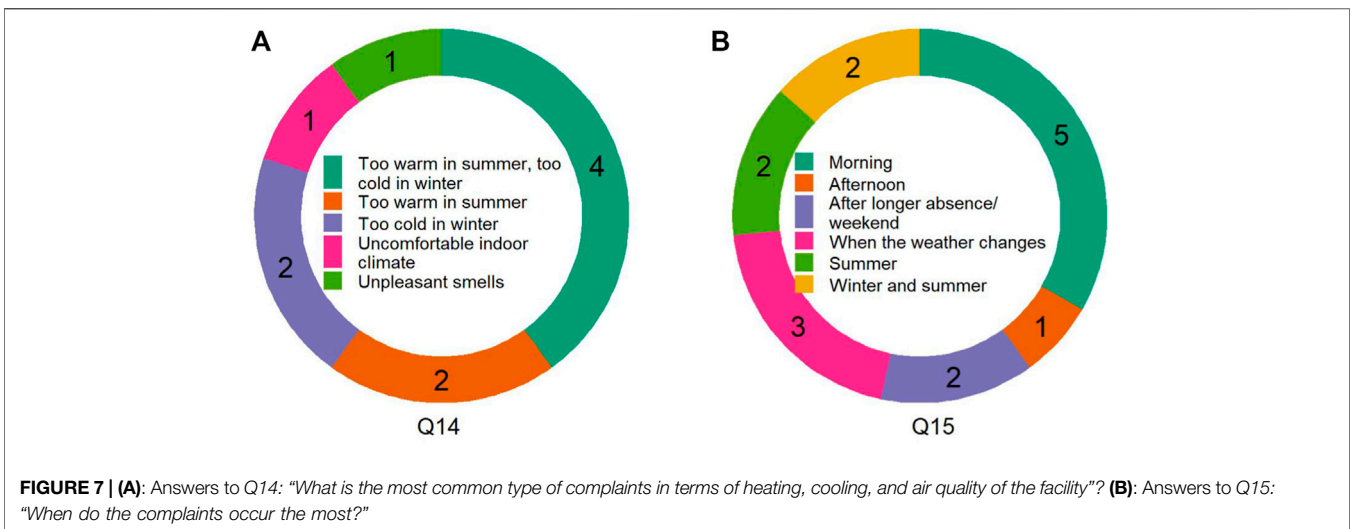 A
1
1
4
2
2
Too warm in summer, too
cold in winter
Too warm in summer
Too cold in winter
Uncomfortable indoor
climate
Unpleasant smells
Q14
B
2
5
2
1
3
2
Morning
Afternoon
After longer absence/
weekend
When the weather changes
Summer
Winter and summer
Q15
FIGURE 7 | (A): Answers to Q14: “What is the most common type of complaints in terms of heating, cooling, and air quality of the facility”? (B): Answers to Q15:
“When do the complaints occur the most?”